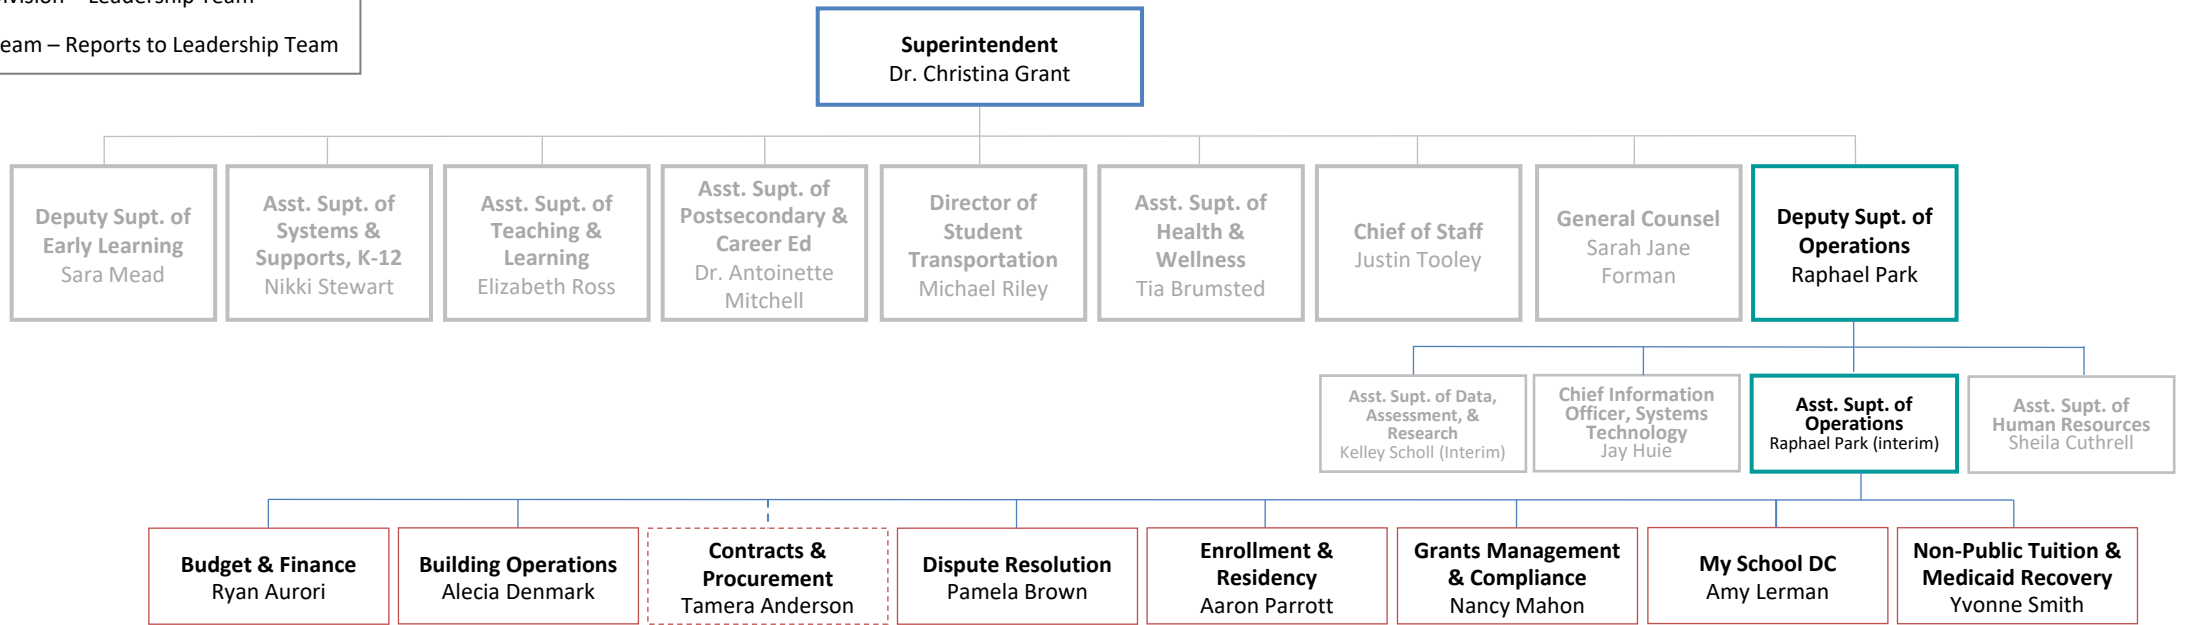 – Leadership Team
– Reports to Leadership Team
Superintendent
Dr. Christina Grant
Deputy Supt. of
Early Learning
Sara Mead
Asst. Supt. of
Systems &
Supports, K-12
Nikki Stewart
Asst. Supt. of
Teaching &
Learning
Elizabeth Ross
Asst. Supt. of
Postsecondary &
Career Ed
Dr. Antoinette
Mitchell
Director of
Student
Transportation
Michael Riley
Asst. Supt. of
Health &
Wellness
Tia Brumsted
Chief of Staff
Justin Tooley
General Counsel
Sarah Jane
Forman
Deputy Supt. of
Operations
Raphael Park
Asst. Supt. of Data,
Assessment, &
Research
Kelley Scholl (Interim)
Chief Information
Officer, Systems
Technology
Jay Huie
Asst. Supt. of
Operations
Raphael Park (interim)
Asst. Supt. of
Human Resources
Sheila Cuthrell
Budget & Finance
Ryan Aurori
Building Operations
Alecia Denmark
Contracts &
Procurement
Tamera Anderson
Dispute Resolution
Pamela Brown
Enrollment &
Residency
Aaron Parrott
Grants Management
& Compliance
Nancy Mahon
My School DC
Amy Lerman
Non-Public Tuition &
Medicaid Recovery
Yvonne Smith